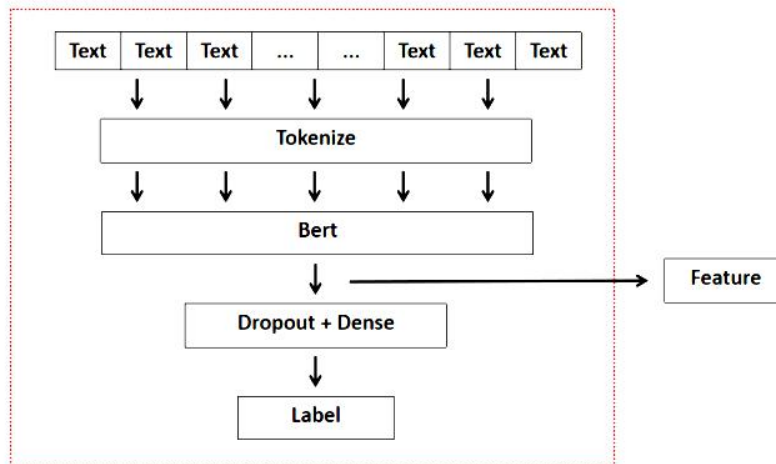 Text Text Text ... ... Text Text Text
Tokenize
Bert
Feature
Dropout + Dense
Label